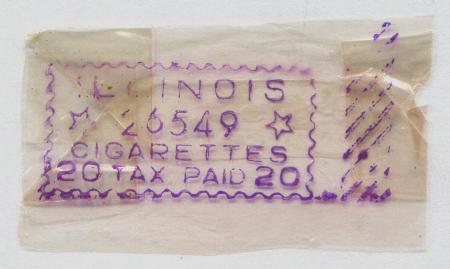 ILLINOIS
26549
CIGARETTES
20 TAX PAID 20